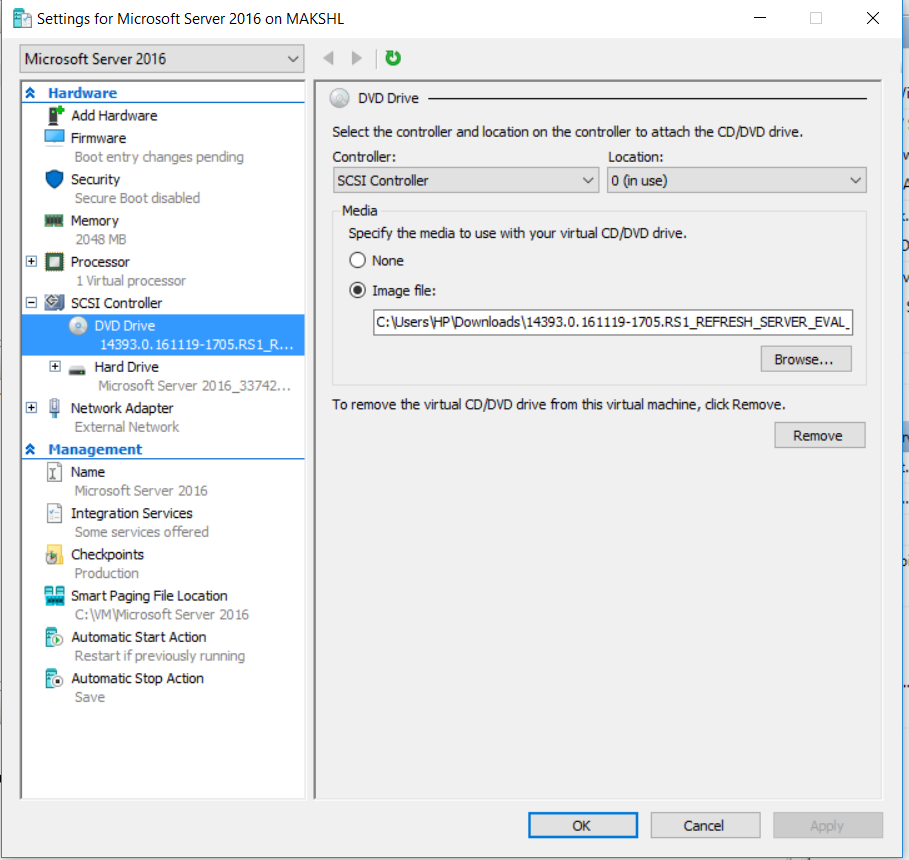 Settings for Microsoft Server 2016 on MAKSHL
Microsoft Server 2016
Hardware
Add Hardware
Firmware
Boot entry changes pending
Security
Secure Boot disabled
Memory
2048 MB
Processor
1 Virtual processor
SCSI Controller
DVD Drive
14393.0.161119-1705.RS1_R...
Hard Drive
Microsoft Server 2016_33742...
Network Adapter
External Network
Management
Name
Microsoft Server 2016
Integration Services
Some services offered
Checkpoints
Production
Smart Paging File Location
C:\VM\Microsoft Server 2016
Automatic Start Action
Restart if previously running
Automatic Stop Action
Save
DVD Drive
Select the controller and location on the controller to attach the CD/DVD drive.
Controller: Location:
SCSI Controller 0 (in use)
Media
Specify the media to use with your virtual CD/DVD drive.
None
Image file:
C:\Users\HP\Downloads\14393.0.161119-1705.RS1_REFRESH_SERVER_EVAL_
Browse...
To remove the virtual CD/DVD drive from this virtual machine, click Remove.
Remove
OK Cancel Apply